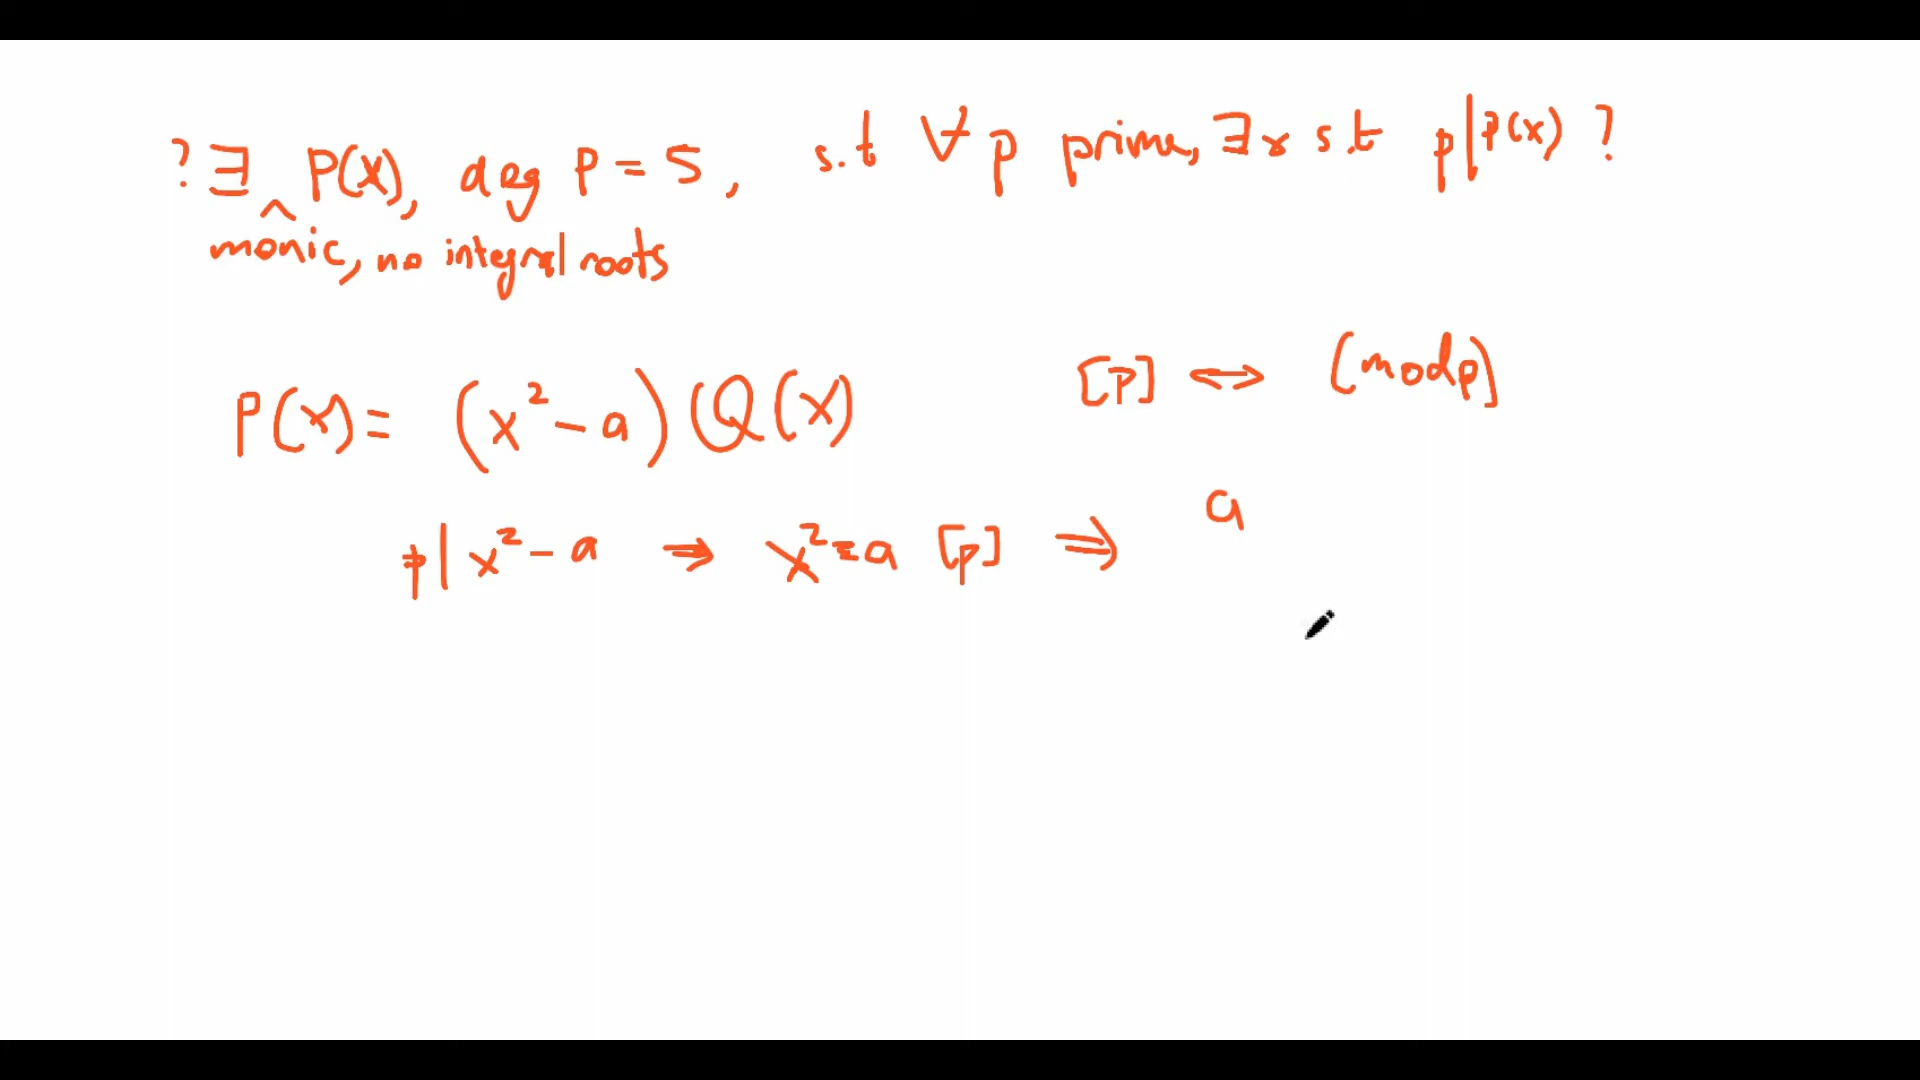 ? ∃ P(x), deg P = 5, s.t ∀ p prime, ∃ x s.t p | P(x) ?
^
monic, no integral roots
P(x) = (x² - a) Q(x) [p] ↔ (mod p)
p | x² - a ⇒ x² ≡ a [p] ⇒ a